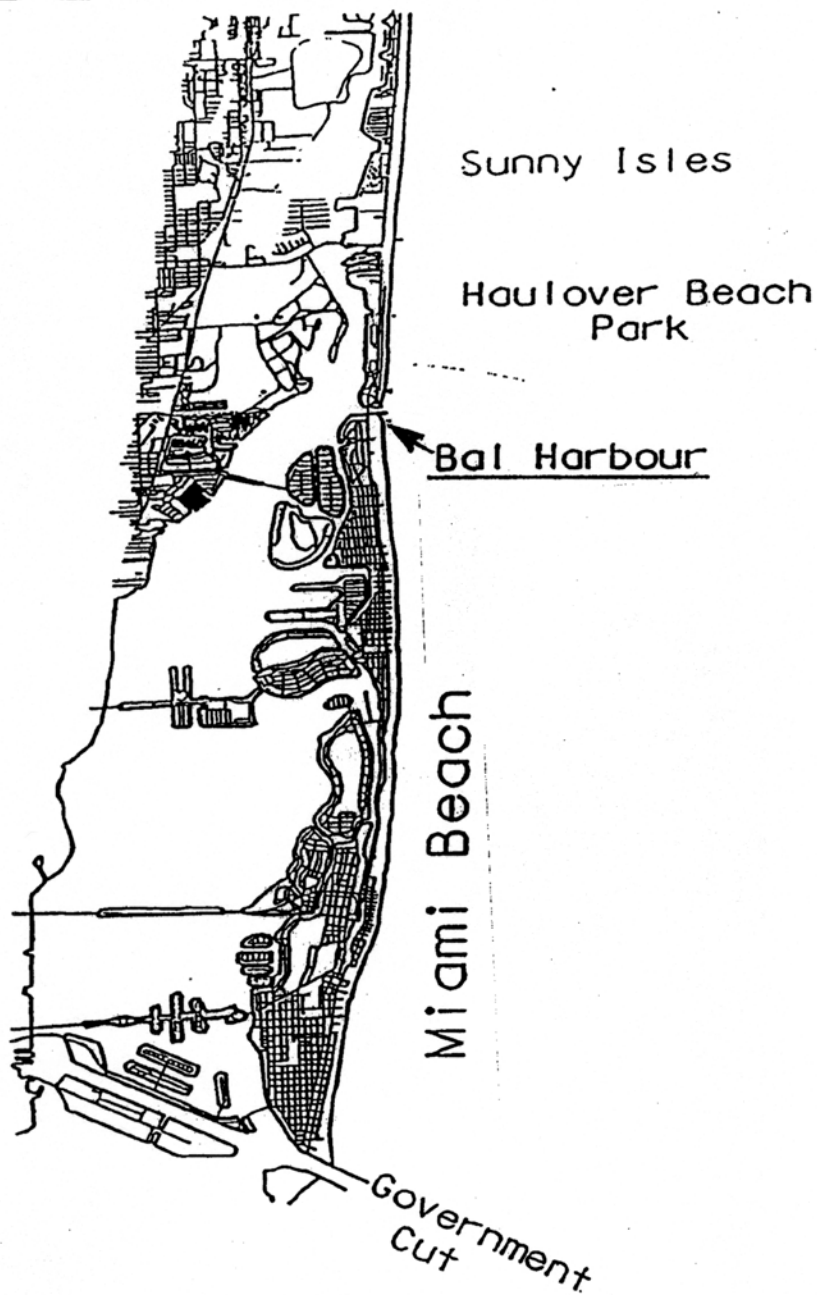 Sunny Isles
Haulover Beach
Park
Bal Harbour
Miami Beach
Government
Cut